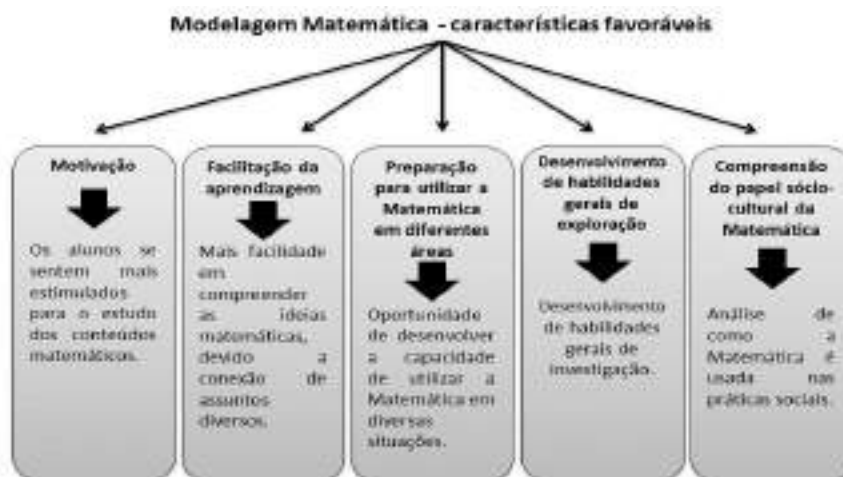 Modelagem Matemática - características favoráveis
Motivação
Os alunos se
sentem mais
estimulados
para o estudo
dos conteúdos
matemáticos.
Facilitação da
aprendizagem
Mais facilidade
em
compreender
as ideias
matemáticas,
devido a
conexão de
assuntos
diversos.
Preparação
para utilizar a
Matemática
em diferentes
áreas
Oportunidade
de desenvolver
a capacidade
de utilizar a
Matemática em
diversas
situações.
Desenvolvimento
de habilidades
gerais de
exploração
Desenvolvimento
de habilidades
gerais de
investigação.
Compreensão
do papel sócio-
cultural da
Matemática
Análise de
como a
Matemática é
usada nas
práticas sociais.